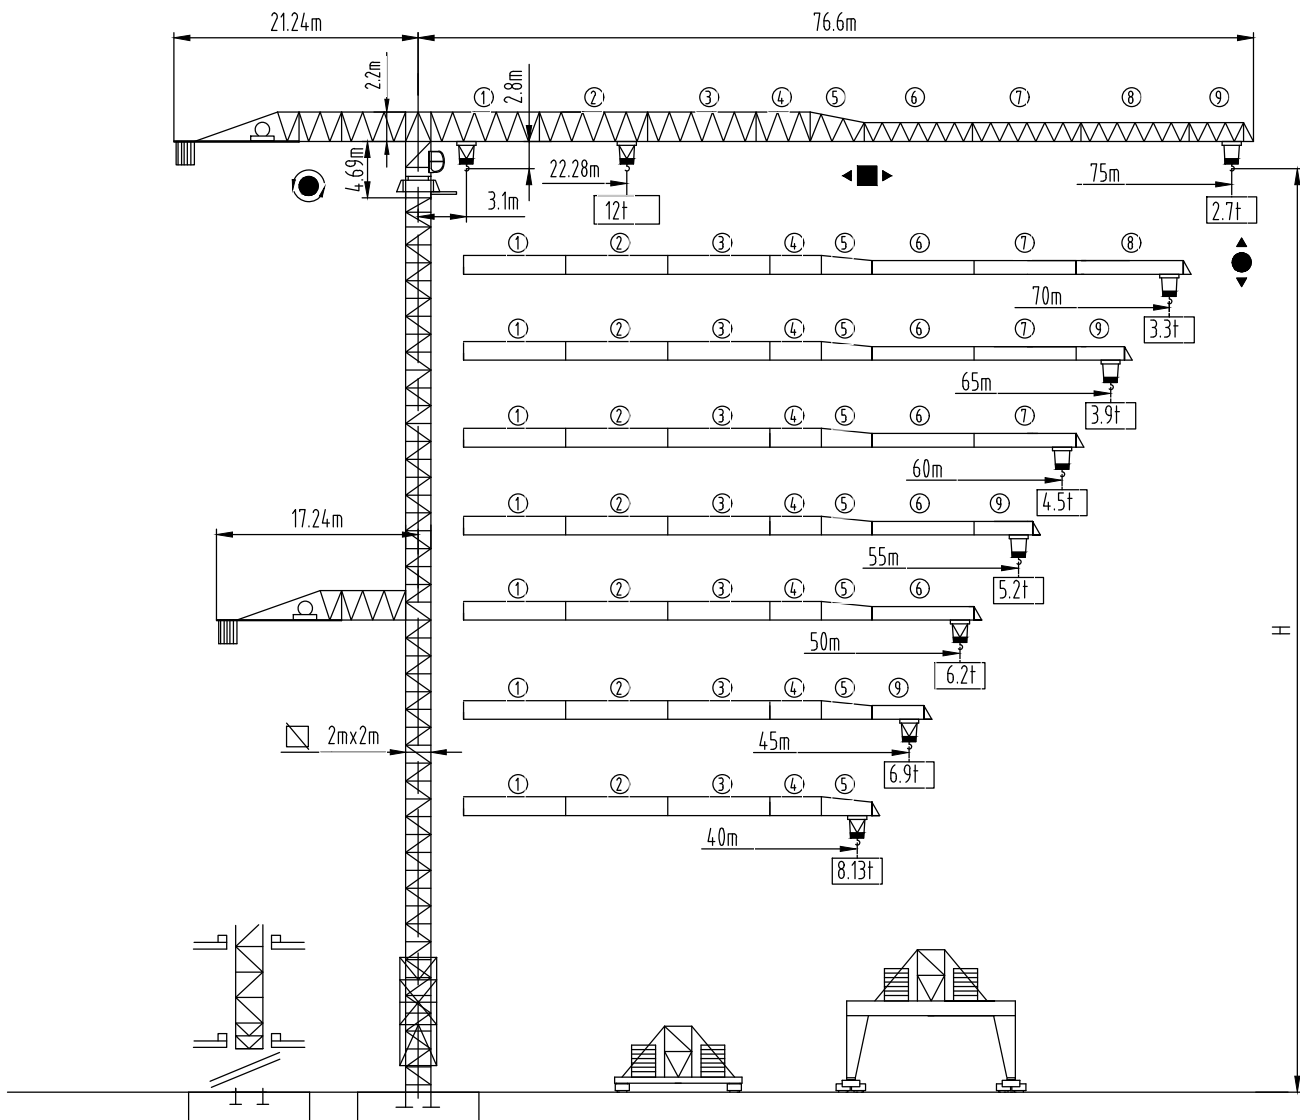 21.24m 76.6m
2.2m 2.8m
① ② ③ ④ ⑤ ⑥ ⑦ ⑧ ⑨
4.69m 22.28m 75m
3.1m 12t 2.7t
① ② ③ ④ ⑤ ⑥ ⑦ ⑧
70m
3.3t
① ② ③ ④ ⑤ ⑥ ⑦ ⑨
65m
3.9t
① ② ③ ④ ⑤ ⑥ ⑦
60m
4.5t
17.24m
① ② ③ ④ ⑤ ⑥ ⑨
55m
5.2t
① ② ③ ④ ⑤ ⑥
H
50m
6.2t
① ② ③ ④ ⑤ ⑨
2mx2m 45m
6.9t
① ② ③ ④ ⑤
40m
8.13t